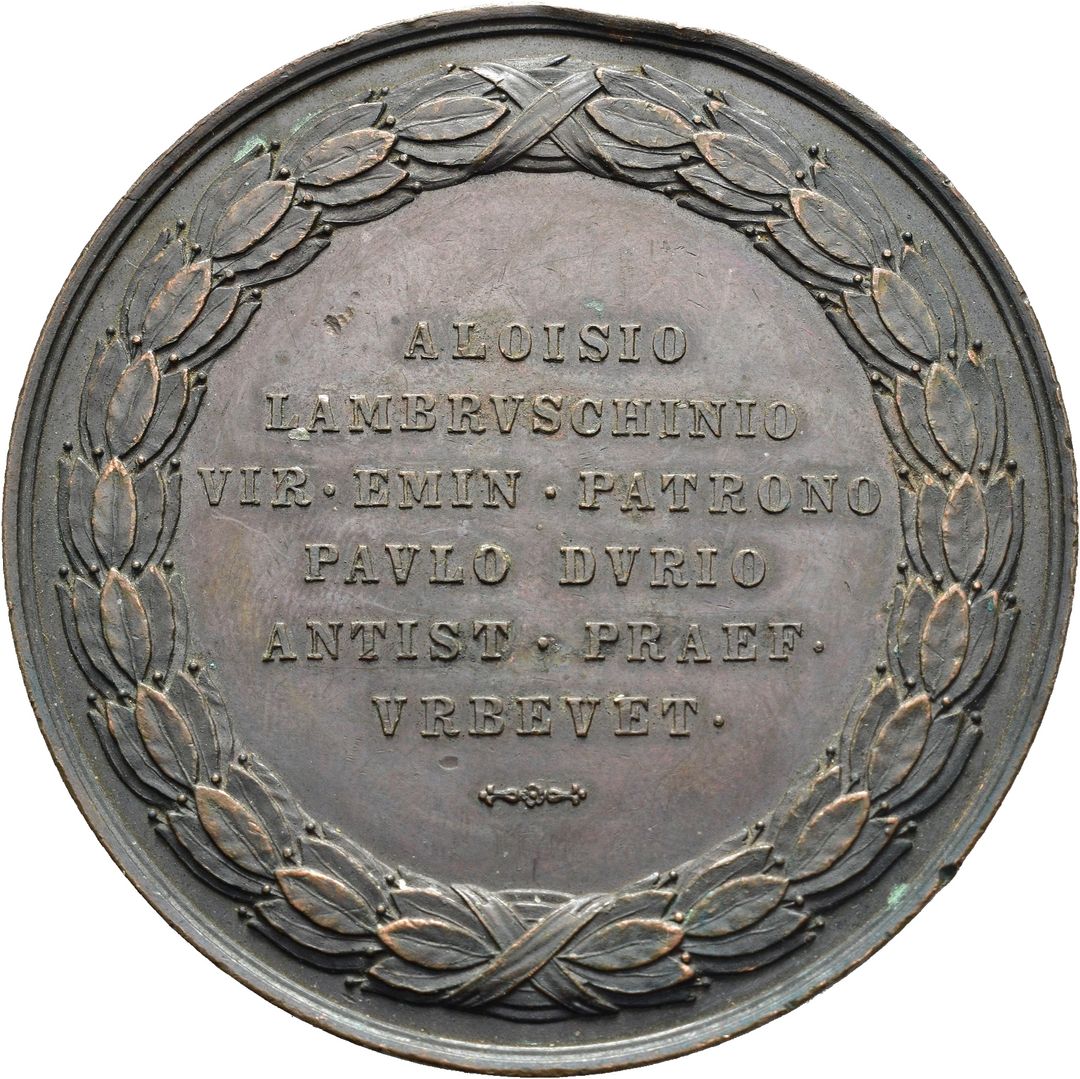 ALOISIO
LAMBRVSCHINIO
VIR · EMIN · PATRONO
PAVLO DVRIO
ANTIST · PRAEF ·
VRBEVET ·